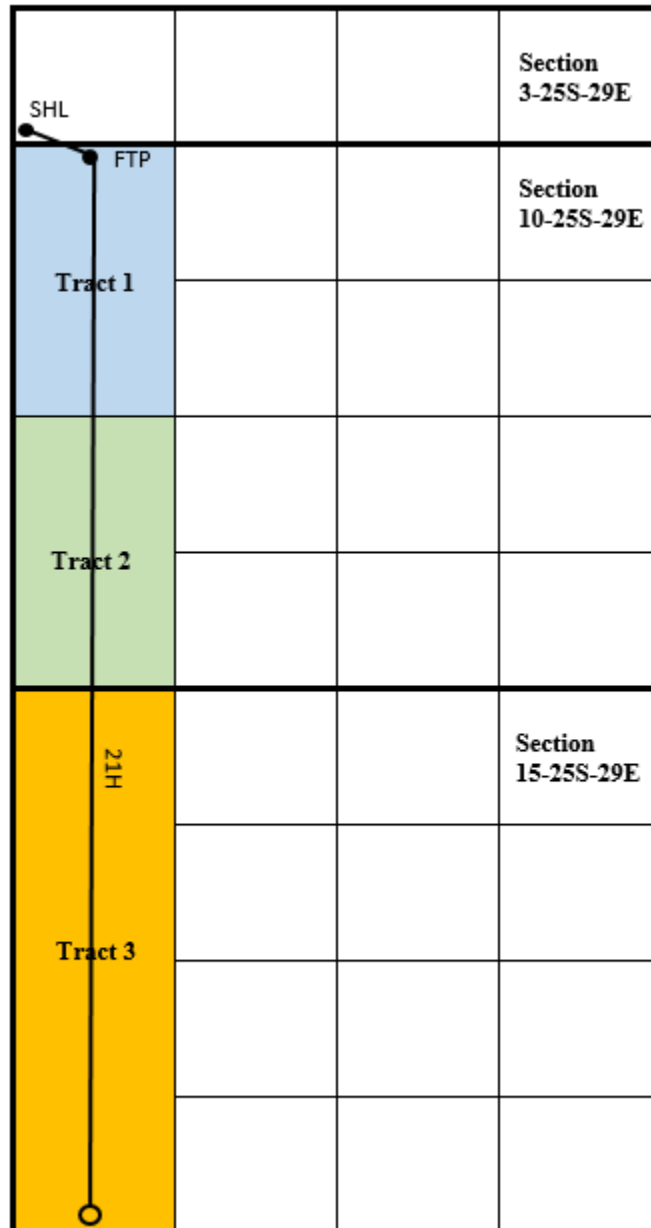 Section
3-25S-29E
SHL
FTP
Section
10-25S-29E
Tract 1
Tract 2
Section
15-25S-29E
21H
Tract 3